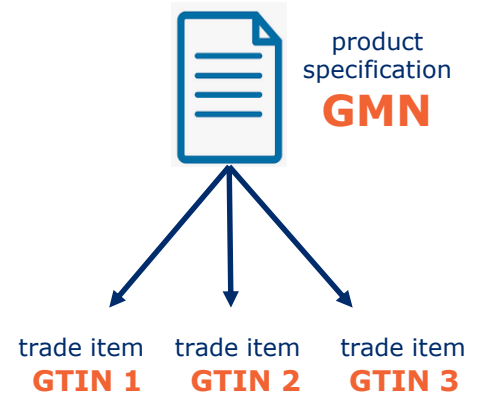 product
specification
GMN
trade item trade item trade item
GTIN 1 GTIN 2 GTIN 3